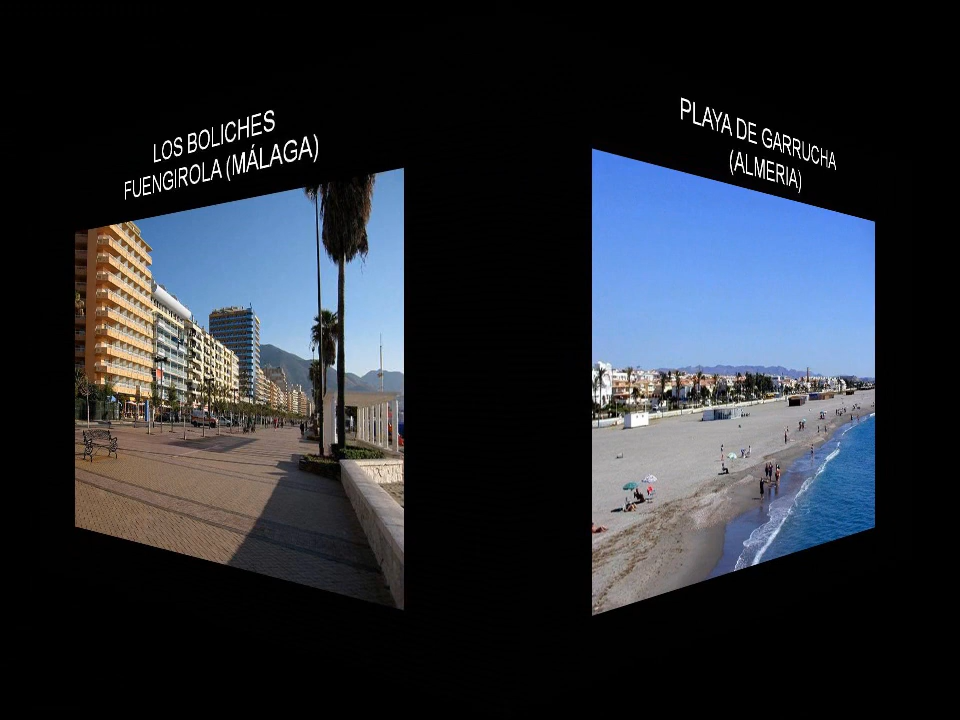 LOS BOLICHES
FUENGIROLA (MÁLAGA)
PLAYA DE GARRUCHA
(ALMERIA)